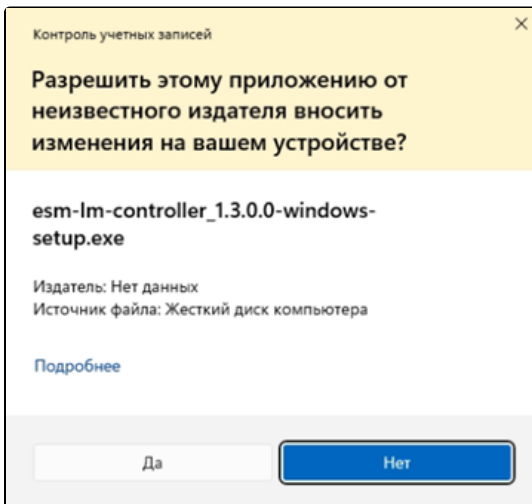 Контроль учетных записей
Разрешить этому приложению от
неизвестного издателя вносить
изменения на вашем устройстве?
esm-lm-controller_1.3.0.0-windows-
setup.exe
Издатель: Нет данных
Источник файла: Жесткий диск компьютера
Подробнее
Да
Нет